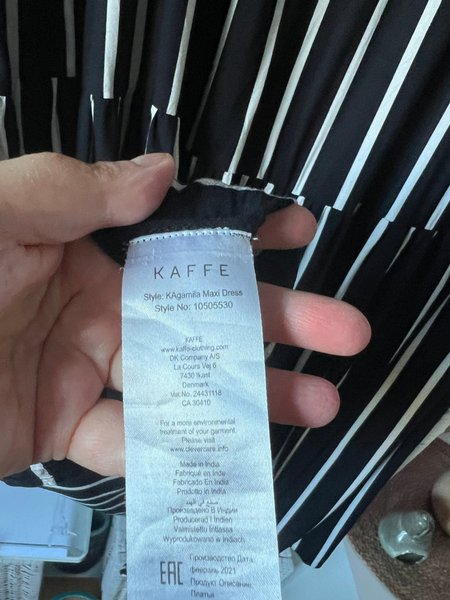 KAFFE
Style: KAgamila Maxi Dress
Style No: 10505530
KAFFE
www.kaffe-clothing.com
DK Company A/S
La Cours Vej 6
7430 Ikast
Denmark
Vat.No. 24431118
CA 30410
For a more environmental
treatment of your garment.
Please visit
www.clevercare.info
Made in India
Fabriqué en Inde
Fabricado En India
Prodotto in India
صنع في الهند
Произведено В Индии
Producerad I Indien
Valmistettu Intiassa
Wyprodukowano w Indiach
EAC
Производство Дата:
февраль 2021
Продукт Описание:
Платья